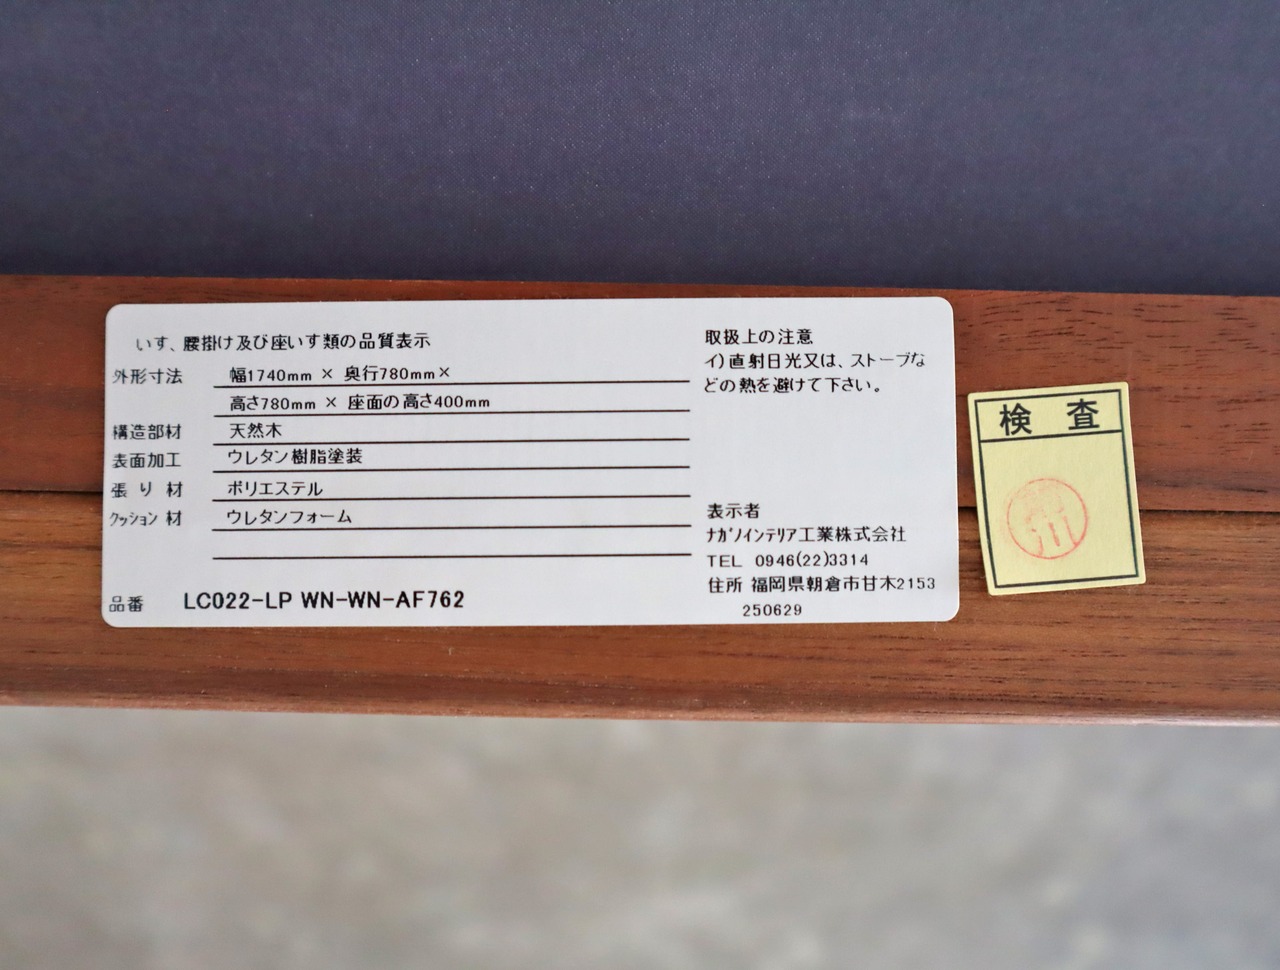 いす、腰掛け及び座いす類の品質表示
外形寸法 幅1740mm × 奥行780mm×
高さ780mm × 座面の高さ400mm
構造部材 天然木
表面加工 ウレタン樹脂塗装
張り材 ポリエステル
クッション材 ウレタンフォーム
品番 LC022-LP WN-WN-AF762
取扱上の注意
イ)直射日光又は、ストーブな
どの熱を避けて下さい。
表示者
ナガノインテリア工業株式会社
TEL 0946(22)3314
住所 福岡県朝倉市甘木2153
250629
検査